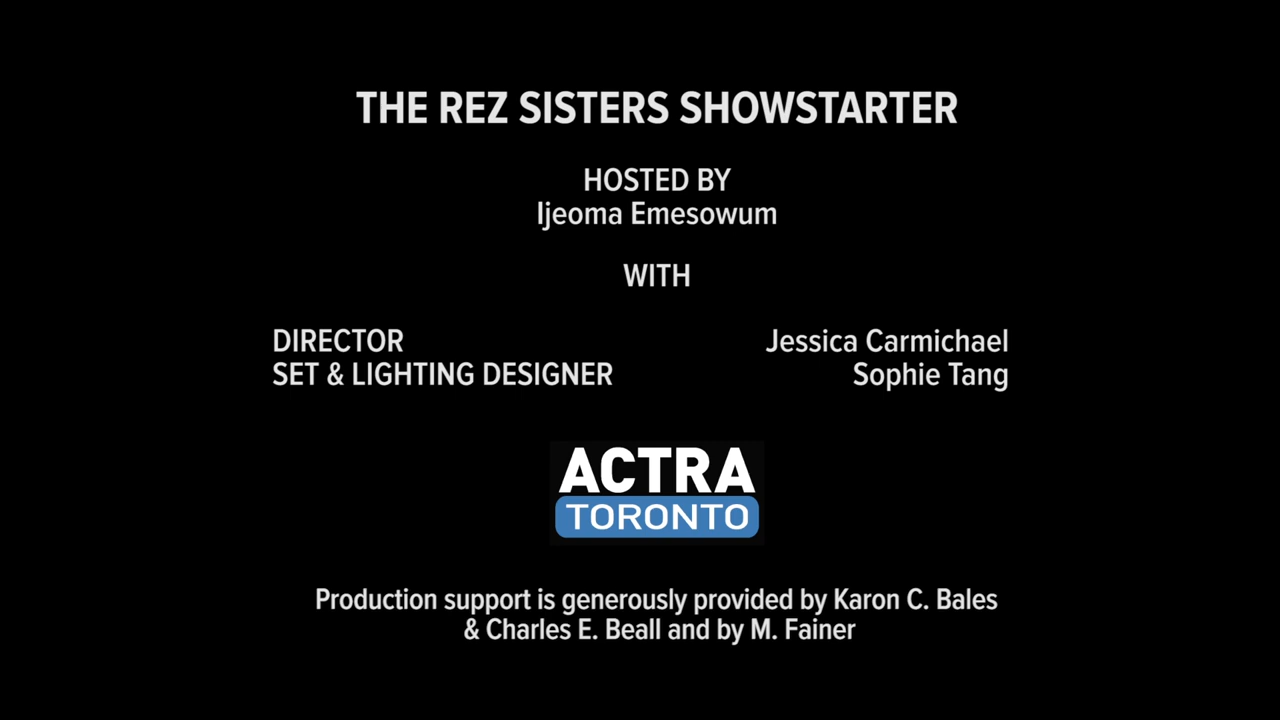 THE REZ SISTERS SHOWSTARTER
HOSTED BY
Ijeoma Emesowum
WITH
DIRECTOR Jessica Carmichael
SET & LIGHTING DESIGNER Sophie Tang
ACTRA
TORONTO
Production support is generously provided by Karon C. Bales
& Charles E. Beall and by M. Fainer